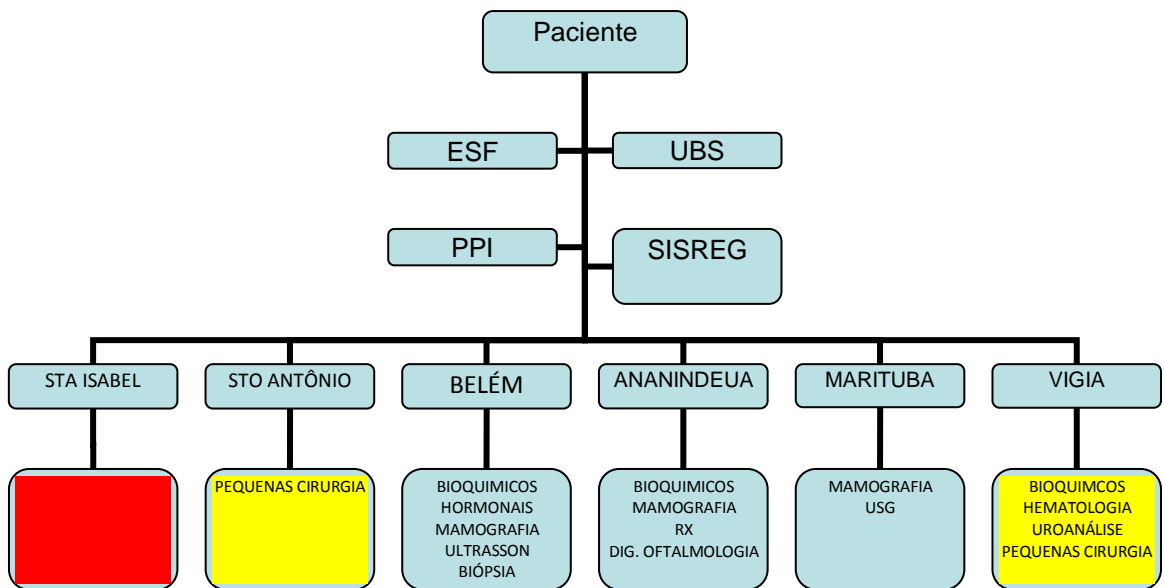 Paciente
ESF
UBS
PPI
SISREG
STA ISABEL
STO ANTÔNIO
BELÉM
ANANINDEUA
MARITUBA
VIGIA
PEQUENAS CIRURGIA
BIOQUIMICOS
HORMONAIS
MAMOGRAFIA
ULTRASSON
BIÓPSIA
BIOQUIMICOS
MAMOGRAFIA
RX
DIG. OFTALMOLOGIA
MAMOGRAFIA
USG
BIOQUIMCOS
HEMATOLOGIA
UROANÁLISE
PEQUENAS CIRURGIA